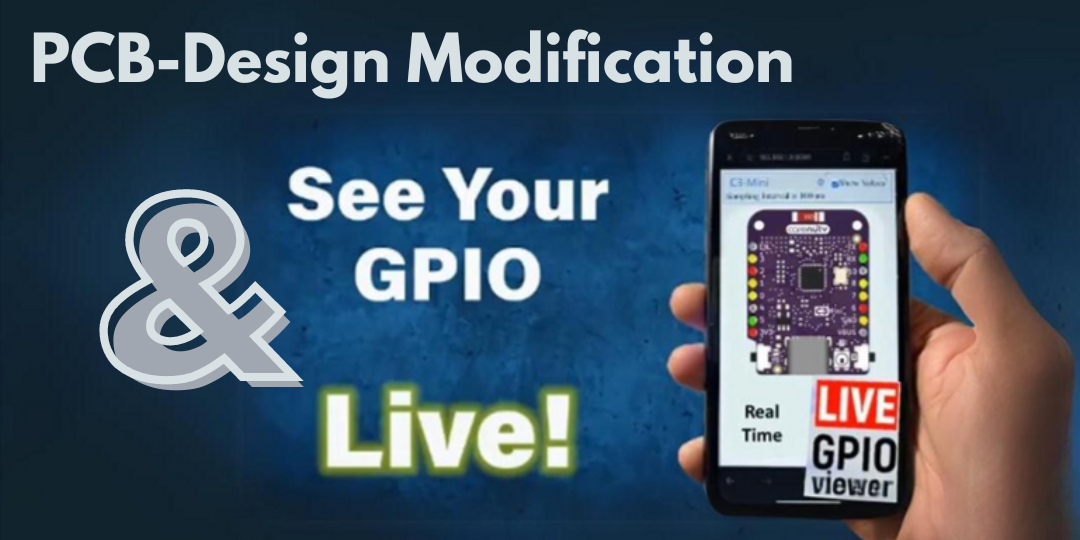 PCB-Design Modification
&
See Your
GPIO
Live!
C3-Mini
Real
Time
LIVE
GPIO
viewer